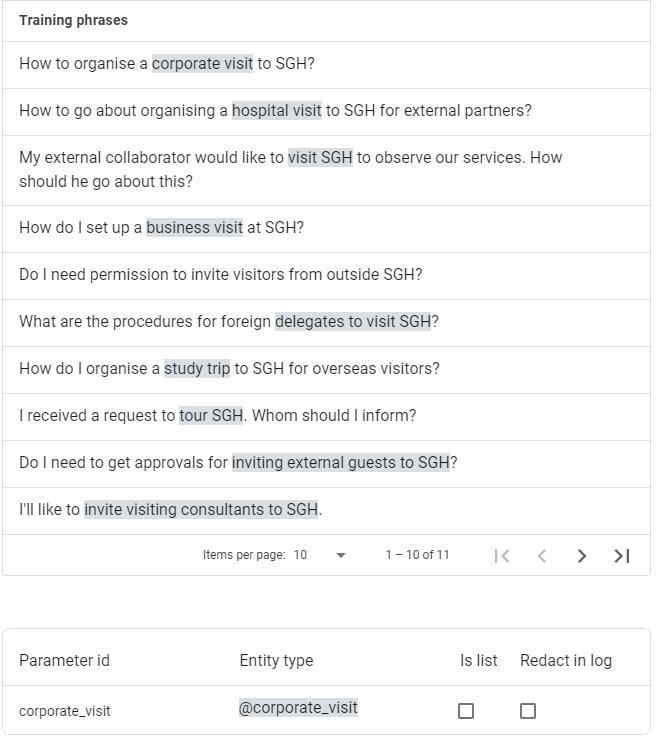 Training phrases
How to organise a corporate visit to SGH?
How to go about organising a hospital visit to SGH for external partners?
My external collaborator would like to visit SGH to observe our services. How
should he go about this?
How do I set up a business visit at SGH?
Do I need permission to invite visitors from outside SGH?
What are the procedures for foreign delegates to visit SGH?
How do I organise a study trip to SGH for overseas visitors?
I received a request to tour SGH. Whom should I inform?
Do I need to get approvals for inviting external guests to SGH?
I'll like to invite visiting consultants to SGH.
Items per page: 10 1 – 10 of 11
Parameter id Entity type Is list Redact in log
corporate_visit @corporate_visit